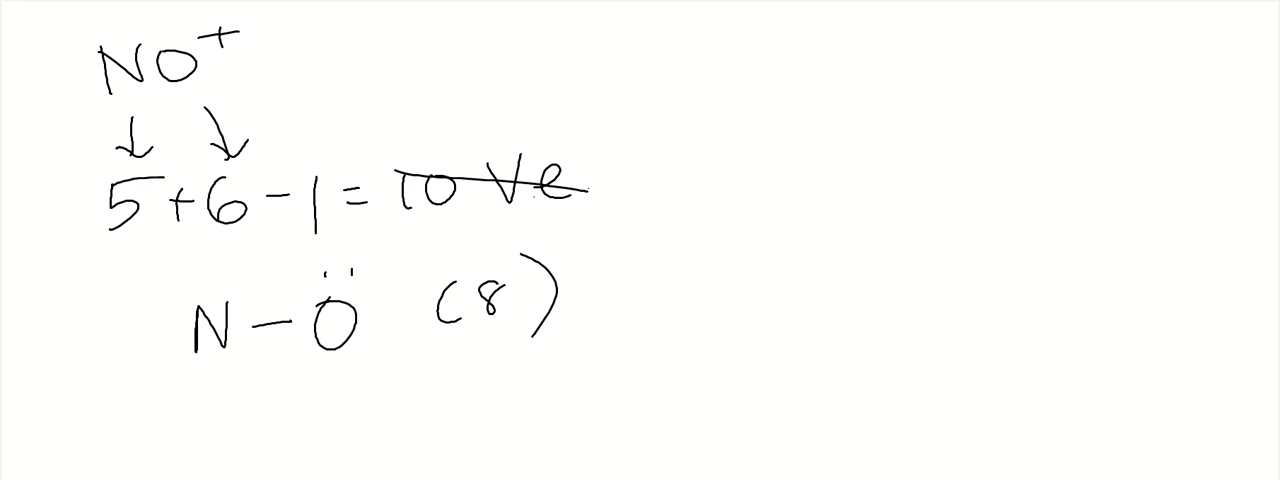 NO⁺
↓ ↓
5+6-1=10 Ve
N-Ö (8)